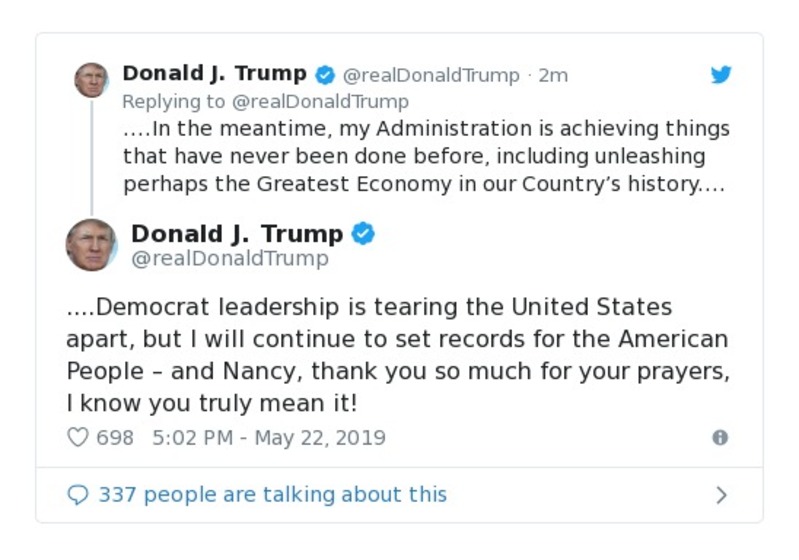 Donald J. Trump @realDonaldTrump · 2m
Replying to @realDonaldTrump
....In the meantime, my Administration is achieving things
that have never been done before, including unleashing
perhaps the Greatest Economy in our Country’s history....
Donald J. Trump
@realDonaldTrump
....Democrat leadership is tearing the United States
apart, but I will continue to set records for the American
People – and Nancy, thank you so much for your prayers,
I know you truly mean it!
698 5:02 PM - May 22, 2019
337 people are talking about this